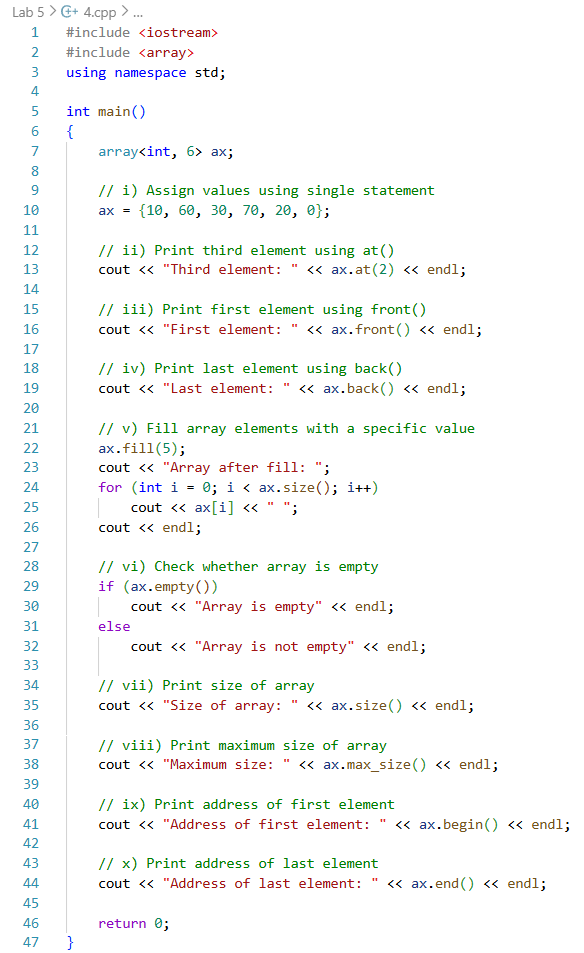 Lab 5 > C++ 4.cpp > ...
1 #include <iostream>
2 #include <array>
3 using namespace std;
4
5 int main()
6 {
7     array<int, 6> ax;
8
9     // i) Assign values using single statement
10     ax = {10, 60, 30, 70, 20, 0};
11
12     // ii) Print third element using at()
13     cout << "Third element: " << ax.at(2) << endl;
14
15     // iii) Print first element using front()
16     cout << "First element: " << ax.front() << endl;
17
18     // iv) Print last element using back()
19     cout << "Last element: " << ax.back() << endl;
20
21     // v) Fill array elements with a specific value
22     ax.fill(5);
23     cout << "Array after fill: ";
24     for (int i = 0; i < ax.size(); i++)
25         cout << ax[i] << " ";
26     cout << endl;
27
28     // vi) Check whether array is empty
29     if (ax.empty())
30         cout << "Array is empty" << endl;
31     else
32         cout << "Array is not empty" << endl;
33
34     // vii) Print size of array
35     cout << "Size of array: " << ax.size() << endl;
36
37     // viii) Print maximum size of array
38     cout << "Maximum size: " << ax.max_size() << endl;
39
40     // ix) Print address of first element
41     cout << "Address of first element: " << ax.begin() << endl;
42
43     // x) Print address of last element
44     cout << "Address of last element: " << ax.end() << endl;
45
46     return 0;
47 }